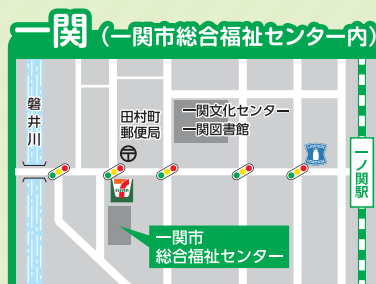 一関（一関市総合福祉センター内）
磐井川
田村町
郵便局
一関文化センター
一関図書館
一ノ関駅
ELEVEN
一関市
総合福祉センター